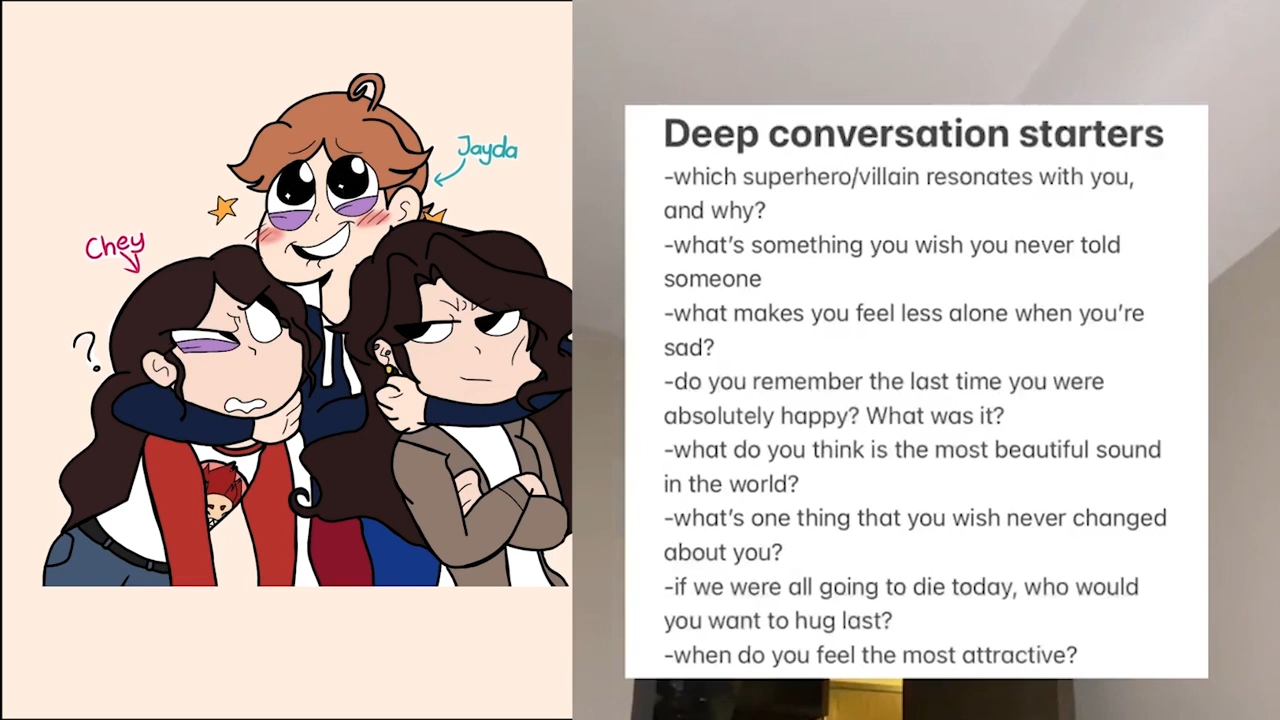 Jayda
Chey
?
Deep conversation starters
-which superhero/villain resonates with you,
and why?
-what's something you wish you never told
someone
-what makes you feel less alone when you're
sad?
-do you remember the last time you were
absolutely happy? What was it?
-what do you think is the most beautiful sound
in the world?
-what's one thing that you wish never changed
about you?
-if we were all going to die today, who would
you want to hug last?
-when do you feel the most attractive?